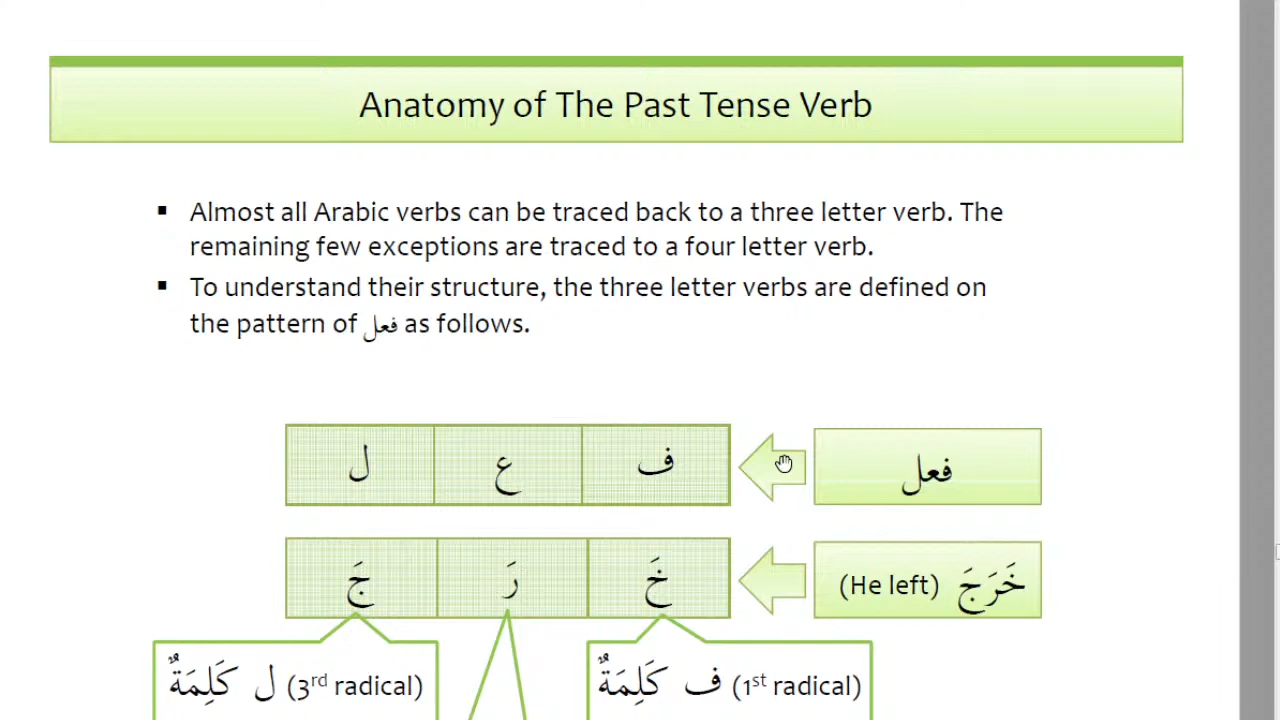 Anatomy of The Past Tense Verb
▪ Almost all Arabic verbs can be traced back to a three letter verb. The
remaining few exceptions are traced to a four letter verb.
▪ To understand their structure, the three letter verbs are defined on
the pattern of فعل as follows.
ل ع ف فعل
جَ رَ خَ (He left) خَرَجَ
ل كَلِمَةٌ (3rd radical) ف كَلِمَةٌ (1st radical)